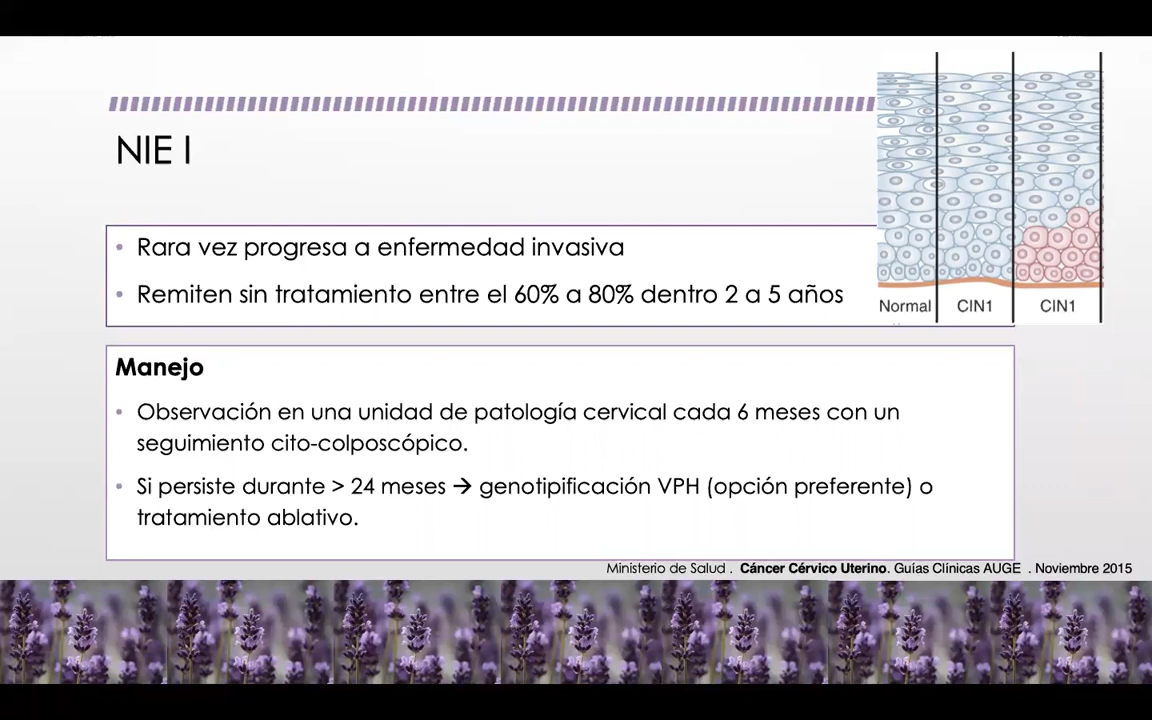 NIE I
• Rara vez progresa a enfermedad invasiva
• Remiten sin tratamiento entre el 60% a 80% dentro 2 a 5 años
Normal CIN1 CIN1
Manejo
• Observación en una unidad de patología cervical cada 6 meses con un
seguimiento cito-colposcópico.
• Si persiste durante > 24 meses → genotipificación VPH (opción preferente) o
tratamiento ablativo.
Ministerio de Salud . Cáncer Cérvico Uterino. Guías Clínicas AUGE . Noviembre 2015